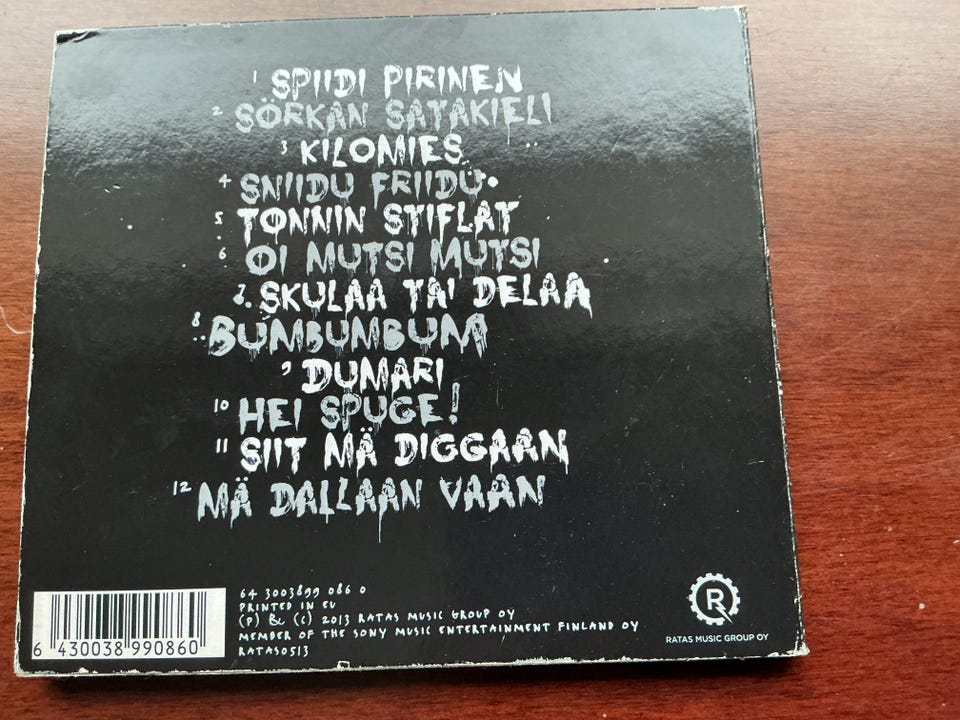 1 SPIIDI PIRINEN
2 SÖRKAN SATAKIELI
3 KILOMIES
4 SNIIDU FRIIDU
5 TONNIN STIFLAT
6 OI MUTSI MUTSI
7 SKULAA TAI DELAA
8 BUMBUMBUM
9 DUMARI
10 HEI SPUGE!
11 SIIT MÄ DIGGAAN
12 MÄ DALLAAN VAAN
64 3003899 086 0
PRINTED IN EU
(P) & (C) 2013 RATAS MUSIC GROUP OY
MEMBER OF THE SONY MUSIC ENTERTAINMENT FINLAND OY
RATAS0513
6 430038 990860
R
RATAS MUSIC GROUP OY